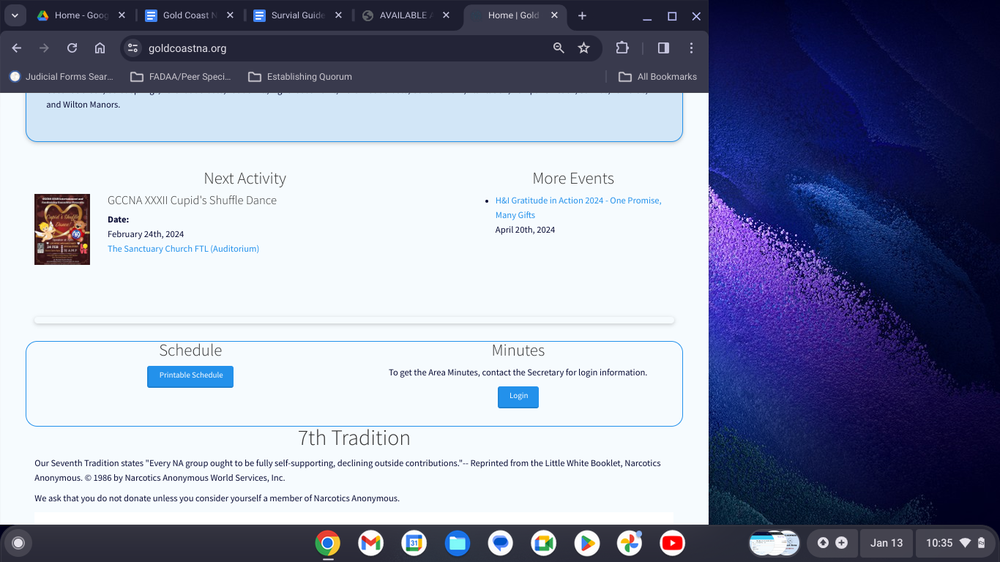 Home - Goog
Gold Coast N
Survial Guide
AVAILABLE A
Home | Gold
goldcoastna.org
Judicial Forms Sear...
FADAA/Peer Speci...
Establishing Quorum
All Bookmarks
and Wilton Manors.
Next Activity
GCCNA XXXII Cupid's Shuffle Dance
Date:
February 24th, 2024
The Sanctuary Church FTL (Auditorium)
Cupid's Shuffle
Dance!
24 FEB
More Events
H&I Gratitude in Action 2024 - One Promise,
Many Gifts
April 20th, 2024
Schedule
Printable Schedule
Minutes
To get the Area Minutes, contact the Secretary for login information.
Login
7th Tradition
Our Seventh Tradition states "Every NA group ought to be fully self-supporting, declining outside contributions."-- Reprinted from the Little White Booklet, Narcotics
Anonymous. © 1986 by Narcotics Anonymous World Services, Inc.
We ask that you do not donate unless you consider yourself a member of Narcotics Anonymous.
31
Jan 13
10:35